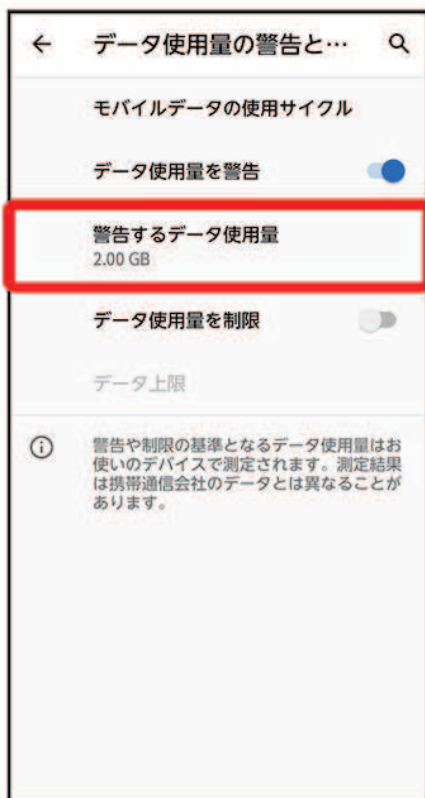 データ使用量の警告と…
モバイルデータの使用サイクル
データ使用量を警告
警告するデータ使用量
2.00 GB
データ使用量を制限
データ上限
警告や制限の基準となるデータ使用量はお
使いのデバイスで測定されます。測定結果
は携帯通信会社のデータとは異なることが
あります。